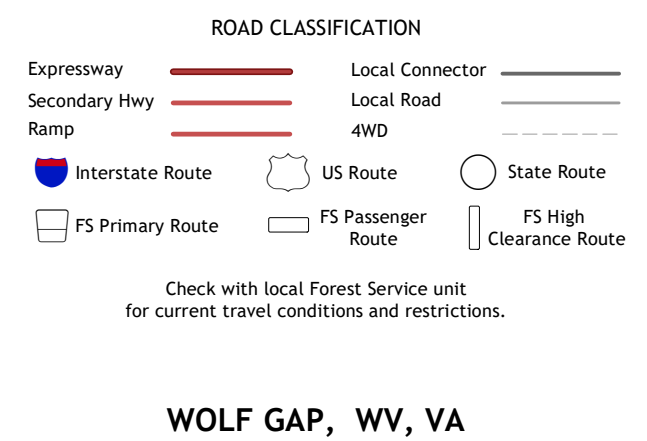 ROAD CLASSIFICATION
Expressway
Local Connector
Secondary Hwy
Local Road
Ramp
4WD
Interstate Route
US Route
State Route
FS Primary Route
FS Passenger
Route
FS High
Clearance Route
Check with local Forest Service unit
for current travel conditions and restrictions.
WOLF GAP, WV, VA